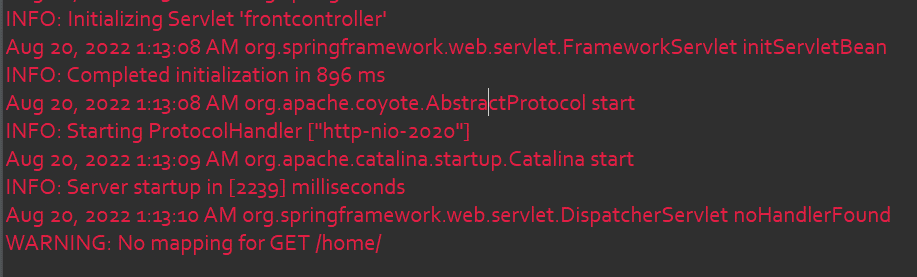 INFO: Initializing Servlet 'frontcontroller'
Aug 20, 2022 1:13:08 AM org.springframework.web.servlet.FrameworkServlet initServletBean
INFO: Completed initialization in 896 ms
Aug 20, 2022 1:13:08 AM org.apache.coyote.AbstractProtocol start
INFO: Starting ProtocolHandler ["http-nio-2020"]
Aug 20, 2022 1:13:09 AM org.apache.catalina.startup.Catalina start
INFO: Server startup in [2239] milliseconds
Aug 20, 2022 1:13:10 AM org.springframework.web.servlet.DispatcherServlet noHandlerFound
WARNING: No mapping for GET /home/